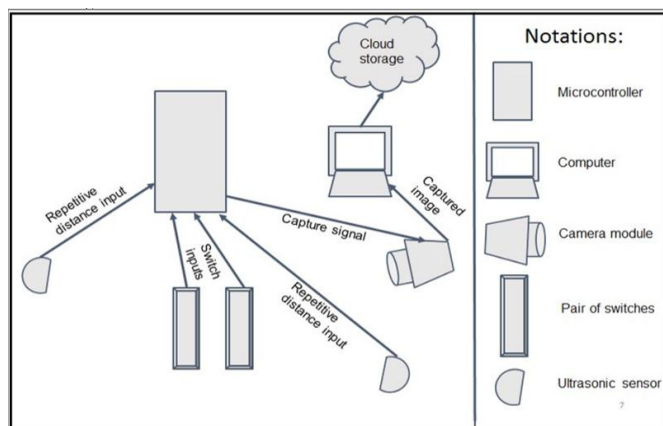 Cloud
storage
Repetitive
distance input
Switch
inputs
Capture signal
Captured
image
Repetitive
distance input
Notations:
Microcontroller
Computer
Camera module
Pair of switches
Ultrasonic sensor
7